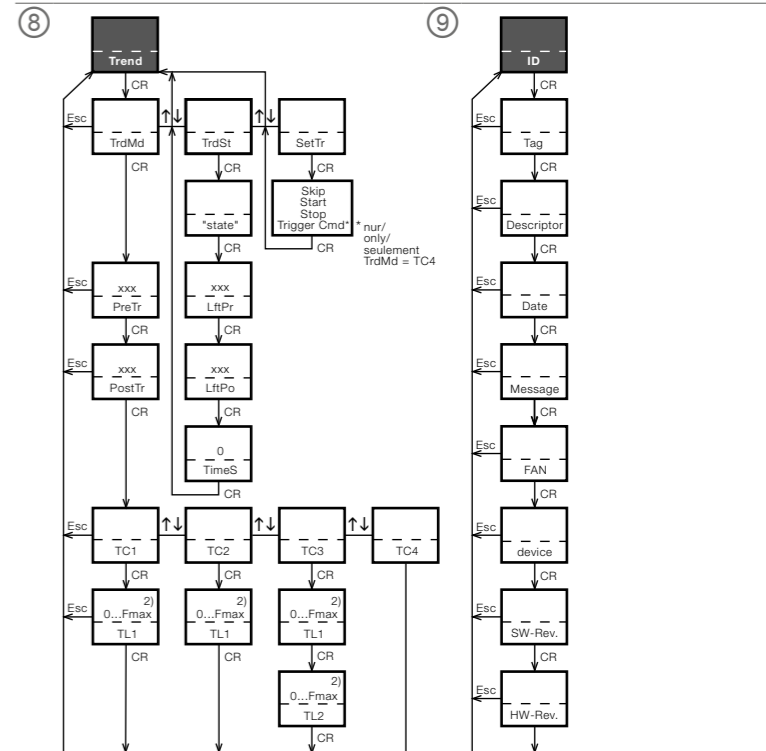 8
9
Trend
ID
CR
CR
Esc
↑↓
↑↓
Esc
TrdMd
TrdSt
SetTr
Tag
CR
CR
CR
CR
Skip
Start
Stop
Trigger Cmd*
* nur/
only/
seulement
TrdMd = TC4
"state"
CR
CR
Esc
Descriptor
CR
Esc
xxx
PreTr
xxx
LftPr
Esc
Date
CR
CR
CR
Esc
xxx
PostTr
xxx
LftPo
Esc
Message
CR
CR
CR
0
TimeS
CR
Esc
FAN
CR
Esc
↑↓
↑↓
↑↓
Esc
TC1
TC2
TC3
TC4
device
CR
CR
CR
CR
Esc
2)
0...Fmax
TL1
2)
0...Fmax
TL1
2)
0...Fmax
TL1
Esc
SW-Rev.
CR
CR
CR
CR
2)
0...Fmax
TL2
CR
Esc
HW-Rev.
CR